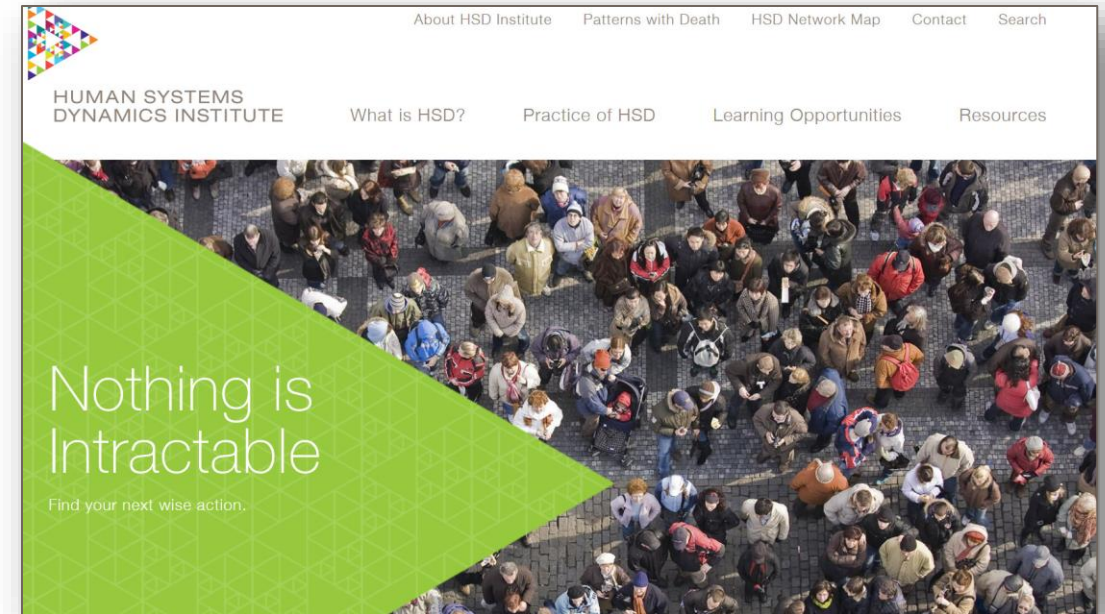 About HSD Institute Patterns with Death HSD Network Map Contact Search
HUMAN SYSTEMS
DYNAMICS INSTITUTE
What is HSD? Practice of HSD Learning Opportunities Resources
Nothing is
Intractable
Find your next wise action.